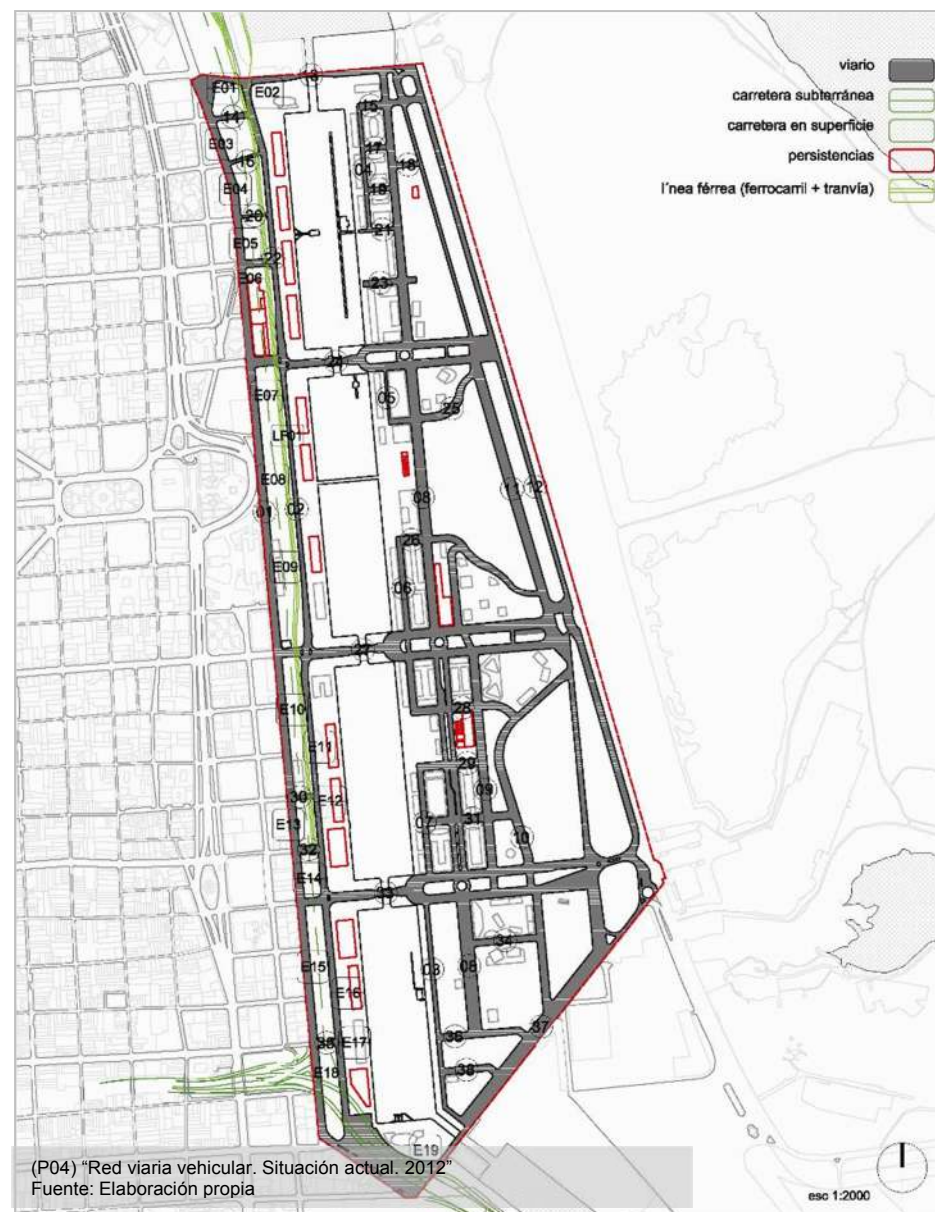 viario
carretera subterránea
carretera en superficie
persistencias
l´nea férrea (ferrocarril + tranvía)
E01
E02
13
14
15
E03
16
17
04
18
E04
19
20
21
E05
22
E06
23
24
E07
05
25
LF01
E08
08
11
12
01
02
26
E09
06
27
E10
28
E11
29
09
30
E12
E13
07
31
10
32
E14
33
34
E15
03
08
E16
37
35
E17
36
E18
38
E19
(P04) “Red viaria vehicular. Situación actual. 2012”
Fuente: Elaboración propia
esc 1:2000